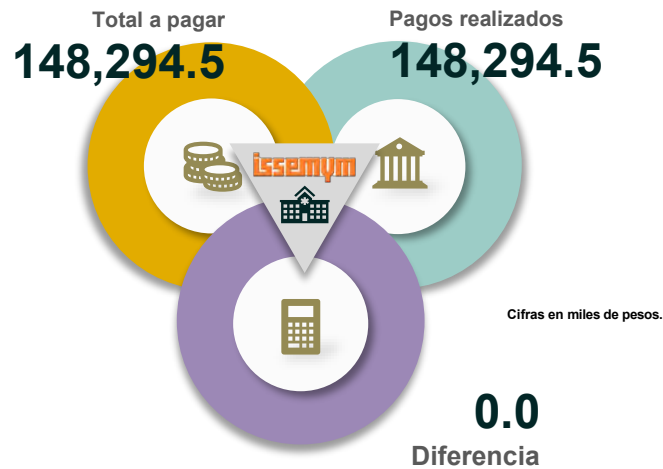 Total a pagar
148,294.5
Pagos realizados
148,294.5
issemym
Cifras en miles de pesos.
0.0
Diferencia